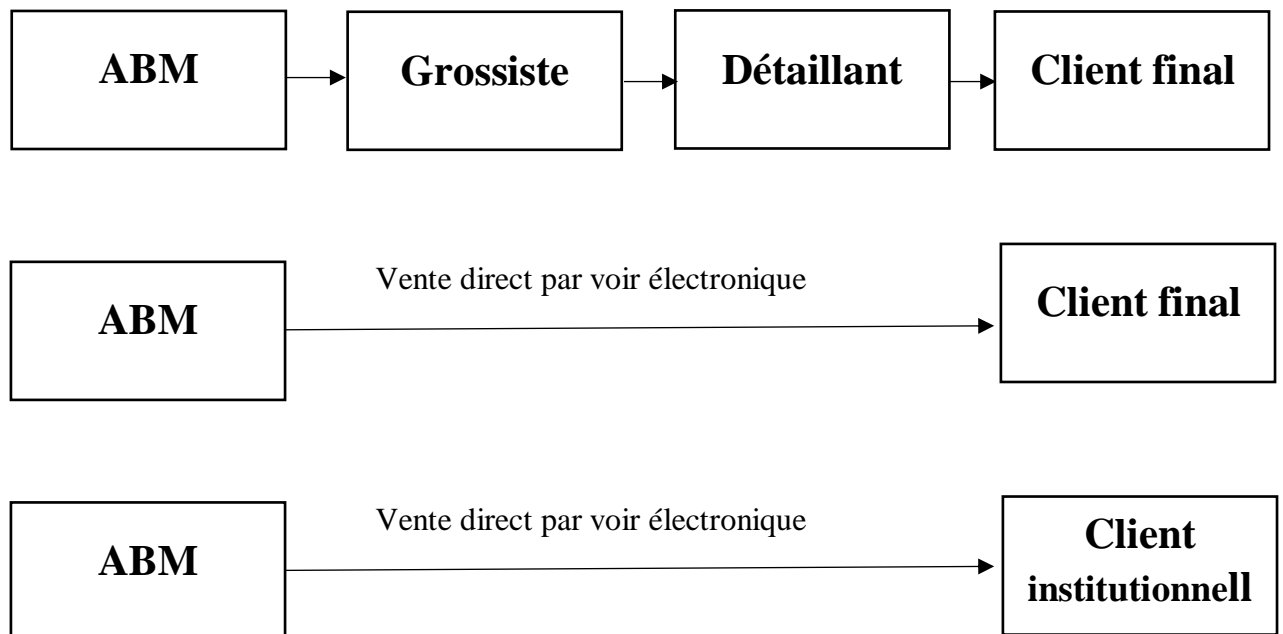 ABM
Grossiste
Détaillant
Client final
Vente direct par voir électronique
ABM
Client final
Vente direct par voir électronique
ABM
Client
institutionnell